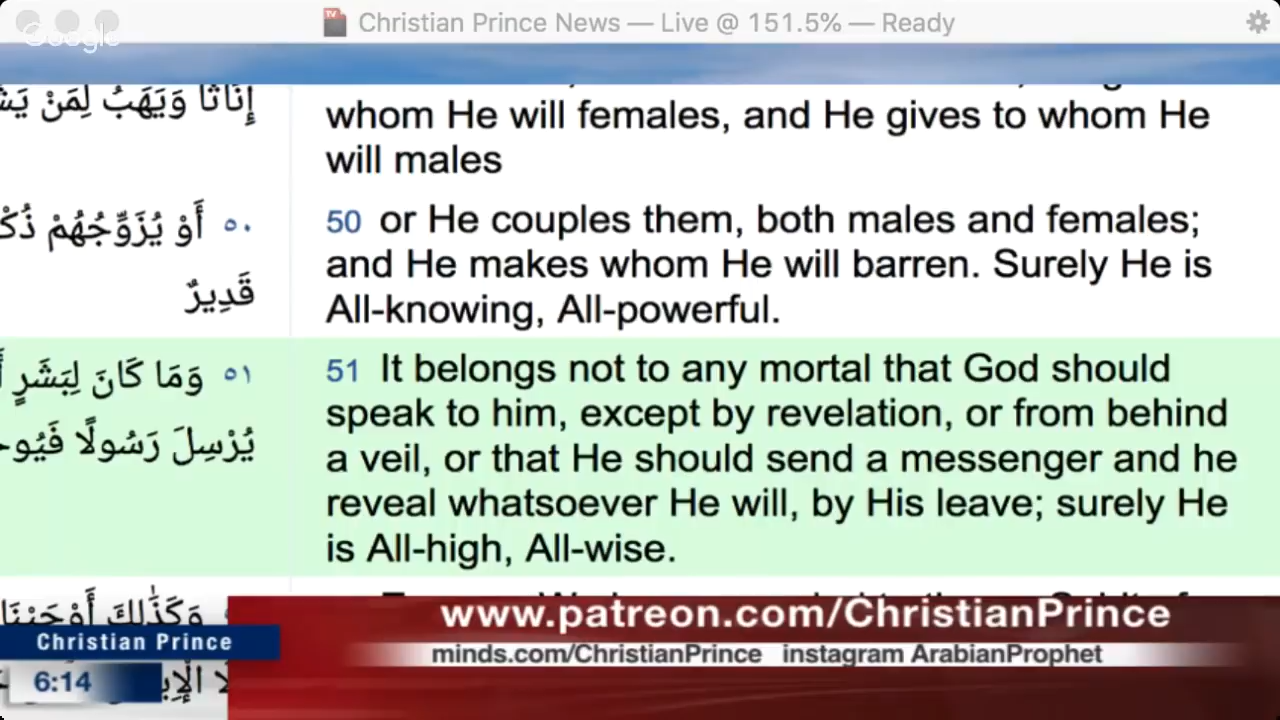 Christian Prince News — Live @ 151.5% — Ready
Google
إِنَاثًا وَيَهَبُ لِمَنْ
whom He will females, and He gives to whom He
will males
٥٠ أَوْ يُزَوِّجُهُمْ
قَدِيرٌ
50 or He couples them, both males and females;
and He makes whom He will barren. Surely He is
All-knowing, All-powerful.
٥١ وَمَا كَانَ لِبَشَرٍ
يُرْسِلَ رَسُولًا
51 It belongs not to any mortal that God should
speak to him, except by revelation, or from behind
a veil, or that He should send a messenger and he
reveal whatsoever He will, by His leave; surely He
is All-high, All-wise.
وَكَذَٰلِكَ أَوْحَيْنَا
www.patreon.com/ChristianPrince
Christian Prince
minds.com/ChristianPrince instagram ArabianProphet
6:14